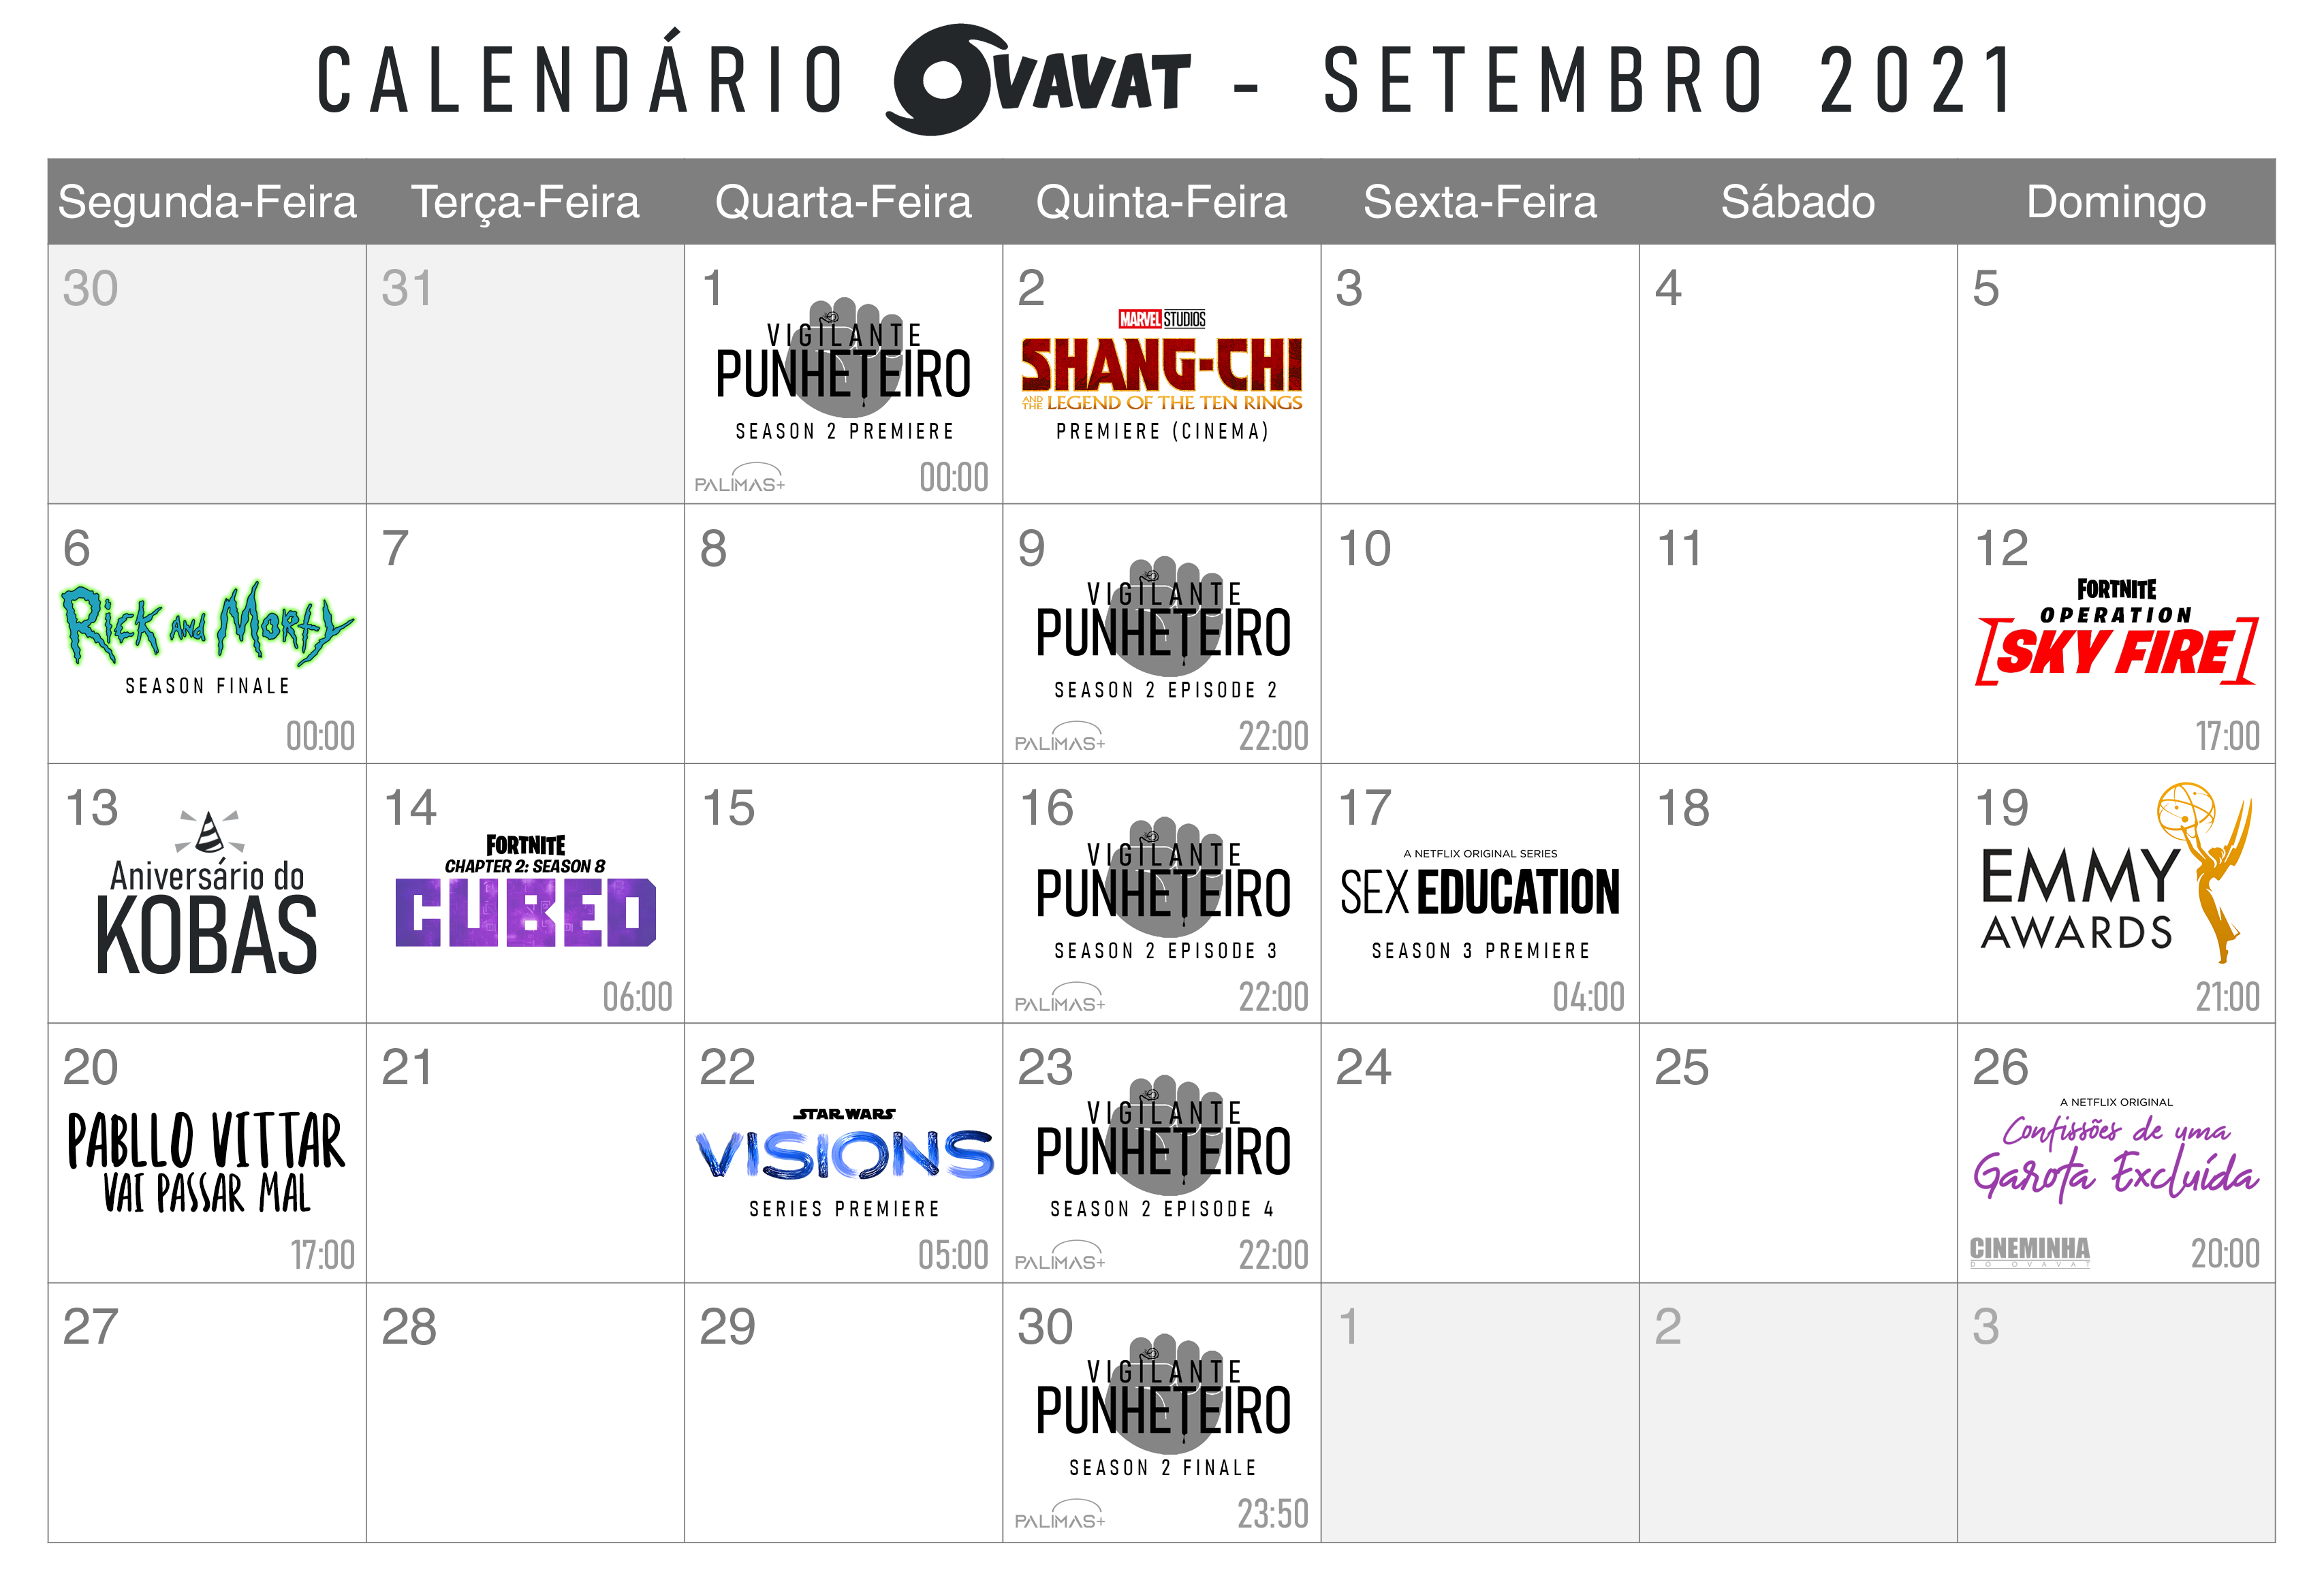 CALENDÁRIO OVAVAT - SETEMBRO 2021
Segunda-Feira Terça-Feira Quarta-Feira Quinta-Feira Sexta-Feira Sábado Domingo
30
31
1
VIGILANTE
PUNHETEIRO
SEASON 2 PREMIERE
PALIMAS+ 00:00
2
MARVEL STUDIOS
SHANG-CHI
AND THE LEGEND OF THE TEN RINGS
PREMIERE (CINEMA)
3
4
5
6
RICK AND MORTY
SEASON FINALE
00:00
7
8
9
VIGILANTE
PUNHETEIRO
SEASON 2 EPISODE 2
PALIMAS+ 22:00
10
11
12
FORTNITE
OPERATION
[SKY FIRE]
17:00
13
Aniversário do
KOBAS
14
FORTNITE
CHAPTER 2: SEASON 8
CUBED
06:00
15
16
VIGILANTE
PUNHETEIRO
SEASON 2 EPISODE 3
PALIMAS+ 22:00
17
A NETFLIX ORIGINAL SERIES
SEX EDUCATION
SEASON 3 PREMIERE
04:00
18
19
EMMY
AWARDS
21:00
20
PABLLO VITTAR
VAI PASSAR MAL
17:00
21
22
STAR WARS
VISIONS
SERIES PREMIERE
05:00
23
VIGILANTE
PUNHETEIRO
SEASON 2 EPISODE 4
PALIMAS+ 22:00
24
25
26
A NETFLIX ORIGINAL
Confissões de uma
Garota Excluída
CINEMINHA
DO OVAVAT
20:00
27
28
29
30
VIGILANTE
PUNHETEIRO
SEASON 2 FINALE
PALIMAS+ 23:50
1
2
3